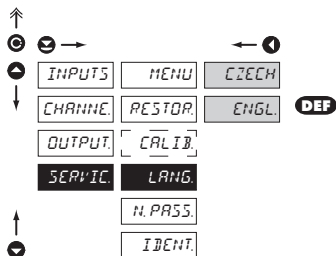 INPUTS MENU CZECH
CHANNE. RESTOR. ENGL. DEF
OUTPUT. CALIB.
SERVIC. LANG.
N. PASS.
IDENT.